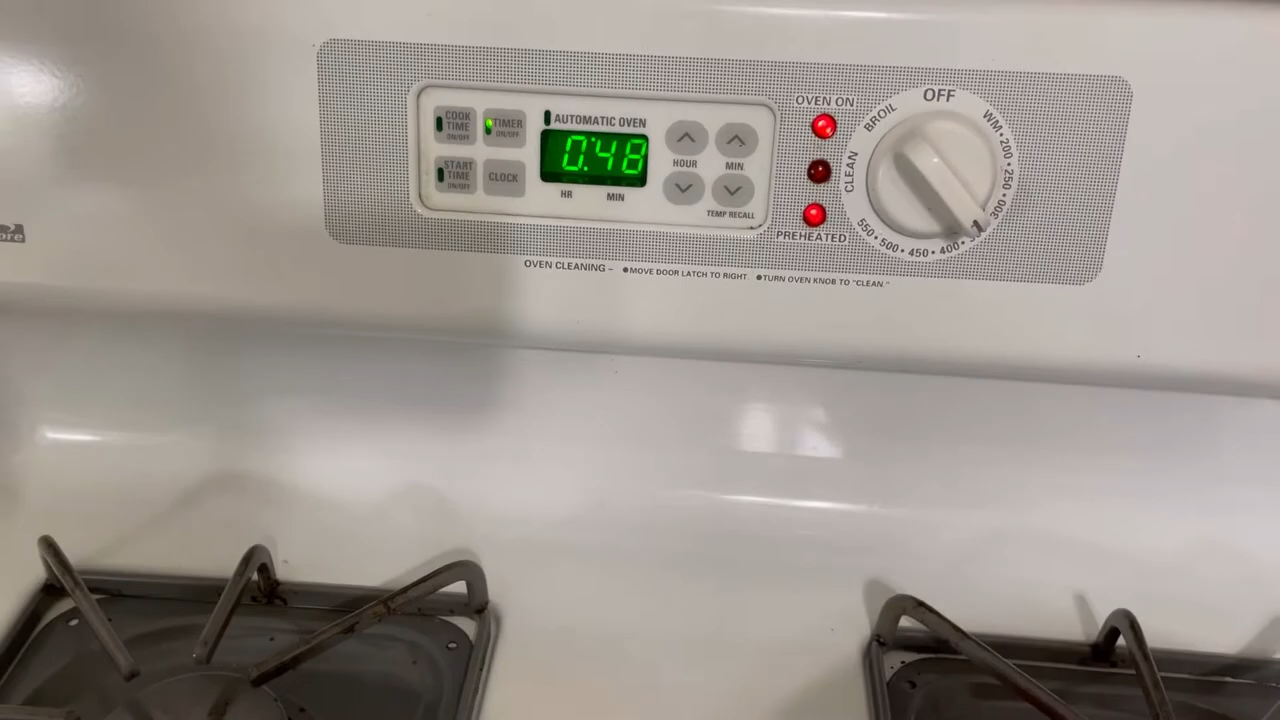 OVEN ON
OFF
BROIL
CLEAN
WM • 200 • 250 • 300 •
• 400 • 450 • 500 • 550
PREHEATED
COOK
TIME
ON/OFF
TIMER
ON/OFF
AUTOMATIC OVEN
0:48
HR MIN
START
TIME
ON/OFF
CLOCK
HOUR
MIN.
TEMP RECALL
OVEN CLEANING – ●MOVE DOOR LATCH TO RIGHT ●TURN OVEN KNOB TO "CLEAN."